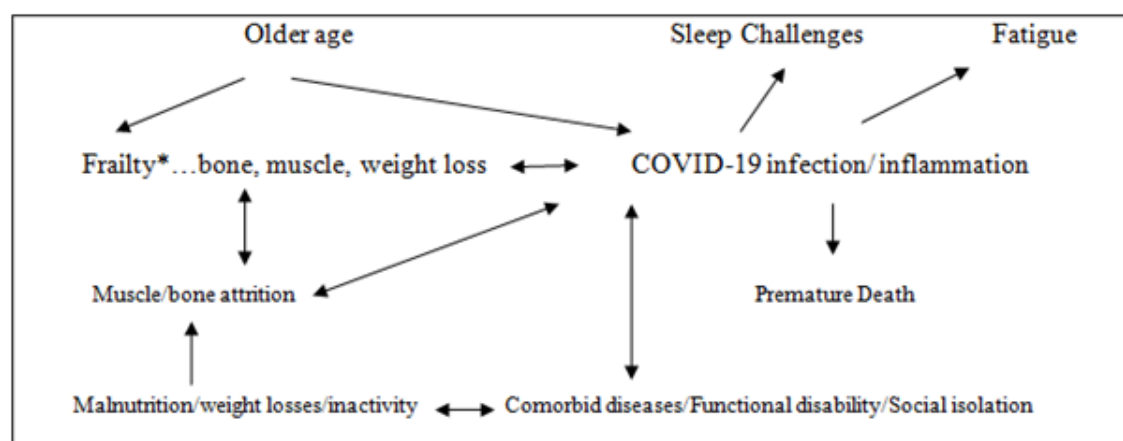 Older age Sleep Challenges Fatigue
Frailty*…bone, muscle, weight loss COVID-19 infection/ inflammation
Muscle/bone attrition Premature Death
Malnutrition/weight losses/inactivity Comorbid diseases/Functional disability/Social isolation